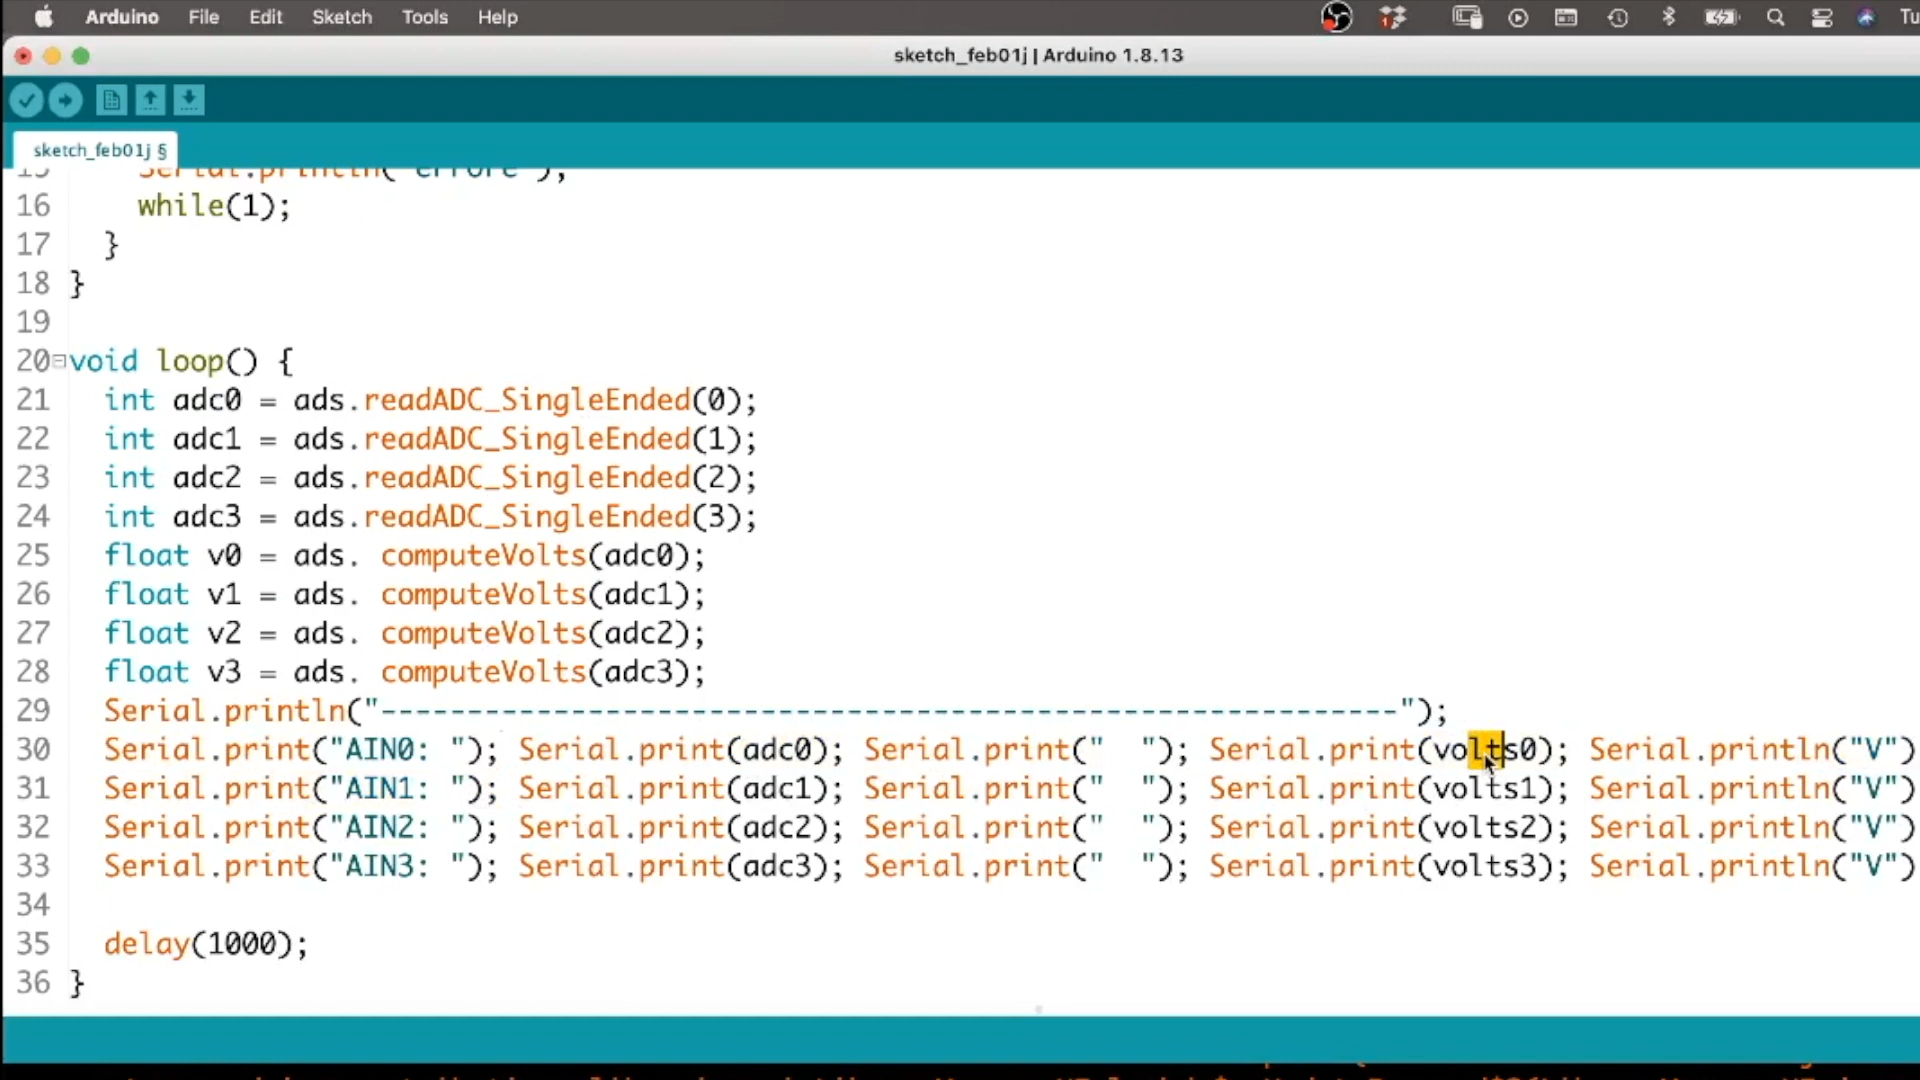 Arduino File Edit Sketch Tools Help Tu
sketch_feb01j | Arduino 1.8.13
sketch_feb01j §
15 Serial.println("errore");
16 while(1);
17 }
18 }
19
20 void loop() {
21 int adc0 = ads.readADC_SingleEnded(0);
22 int adc1 = ads.readADC_SingleEnded(1);
23 int adc2 = ads.readADC_SingleEnded(2);
24 int adc3 = ads.readADC_SingleEnded(3);
25 float v0 = ads. computeVolts(adc0);
26 float v1 = ads. computeVolts(adc1);
27 float v2 = ads. computeVolts(adc2);
28 float v3 = ads. computeVolts(adc3);
29 Serial.println("-----------------------------------------------------------");
30 Serial.print("AIN0: "); Serial.print(adc0); Serial.print("  "); Serial.print(volts0); Serial.println("V")
31 Serial.print("AIN1: "); Serial.print(adc1); Serial.print("  "); Serial.print(volts1); Serial.println("V")
32 Serial.print("AIN2: "); Serial.print(adc2); Serial.print("  "); Serial.print(volts2); Serial.println("V")
33 Serial.print("AIN3: "); Serial.print(adc3); Serial.print("  "); Serial.print(volts3); Serial.println("V")
34
35 delay(1000);
36 }